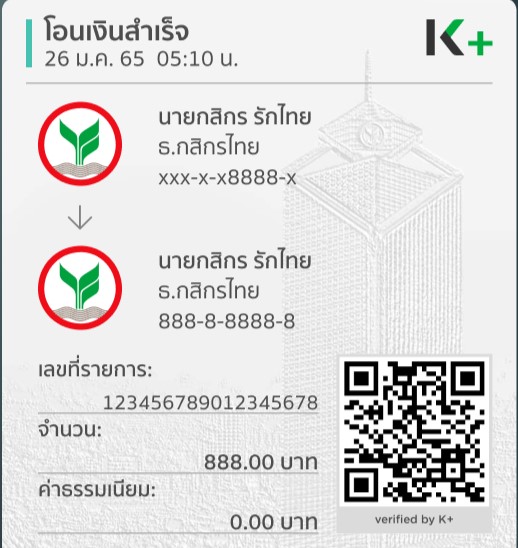 โอนเงินสำเร็จ
26 ม.ค. 65  05:10 น.
K+
นายกสิกร รักไทย
ธ.กสิกรไทย
xxx-x-x8888-x
นายกสิกร รักไทย
ธ.กสิกรไทย
888-8-8888-8
เลขที่รายการ:
123456789012345678
จำนวน:
888.00 บาท
ค่าธรรมเนียม:
0.00 บาท
verified by K+